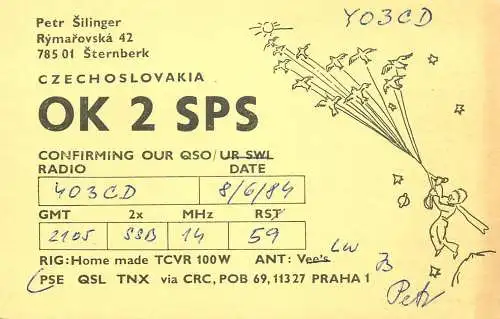 Petr Šilinger
Rýmařovská 42
785 01 Šternberk
YO3CD
CZECHOSLOVAKIA
OK 2 SPS
CONFIRMING OUR QSO/UR SWL
RADIO DATE
YO3CD 8/6/84
GMT 2x MHz RST
2105 SSB 14 59
RIG: Home made TCVR 100W ANT: Vee's LW
PSE QSL TNX via CRC, POB 69, 11327 PRAHA 1
73
Petr